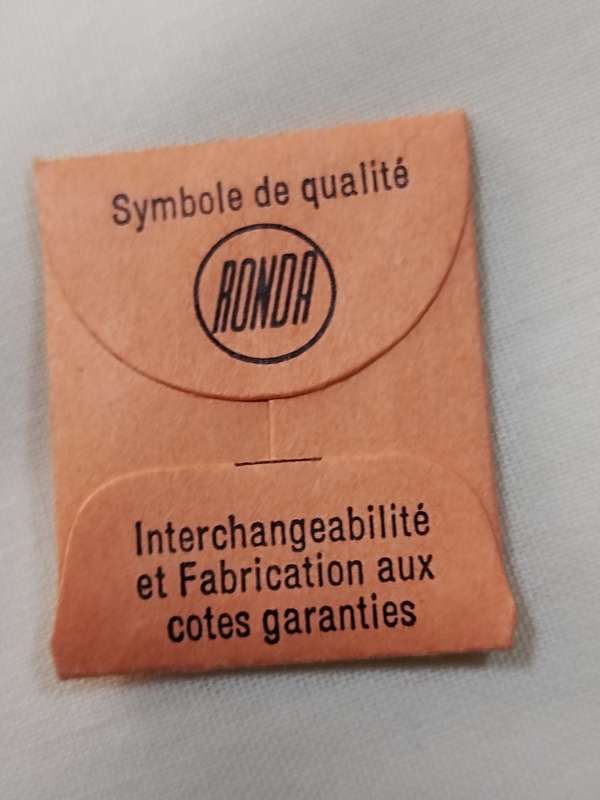 Symbole de qualité
RONDA
Interchangeabilité
et Fabrication aux
cotes garanties